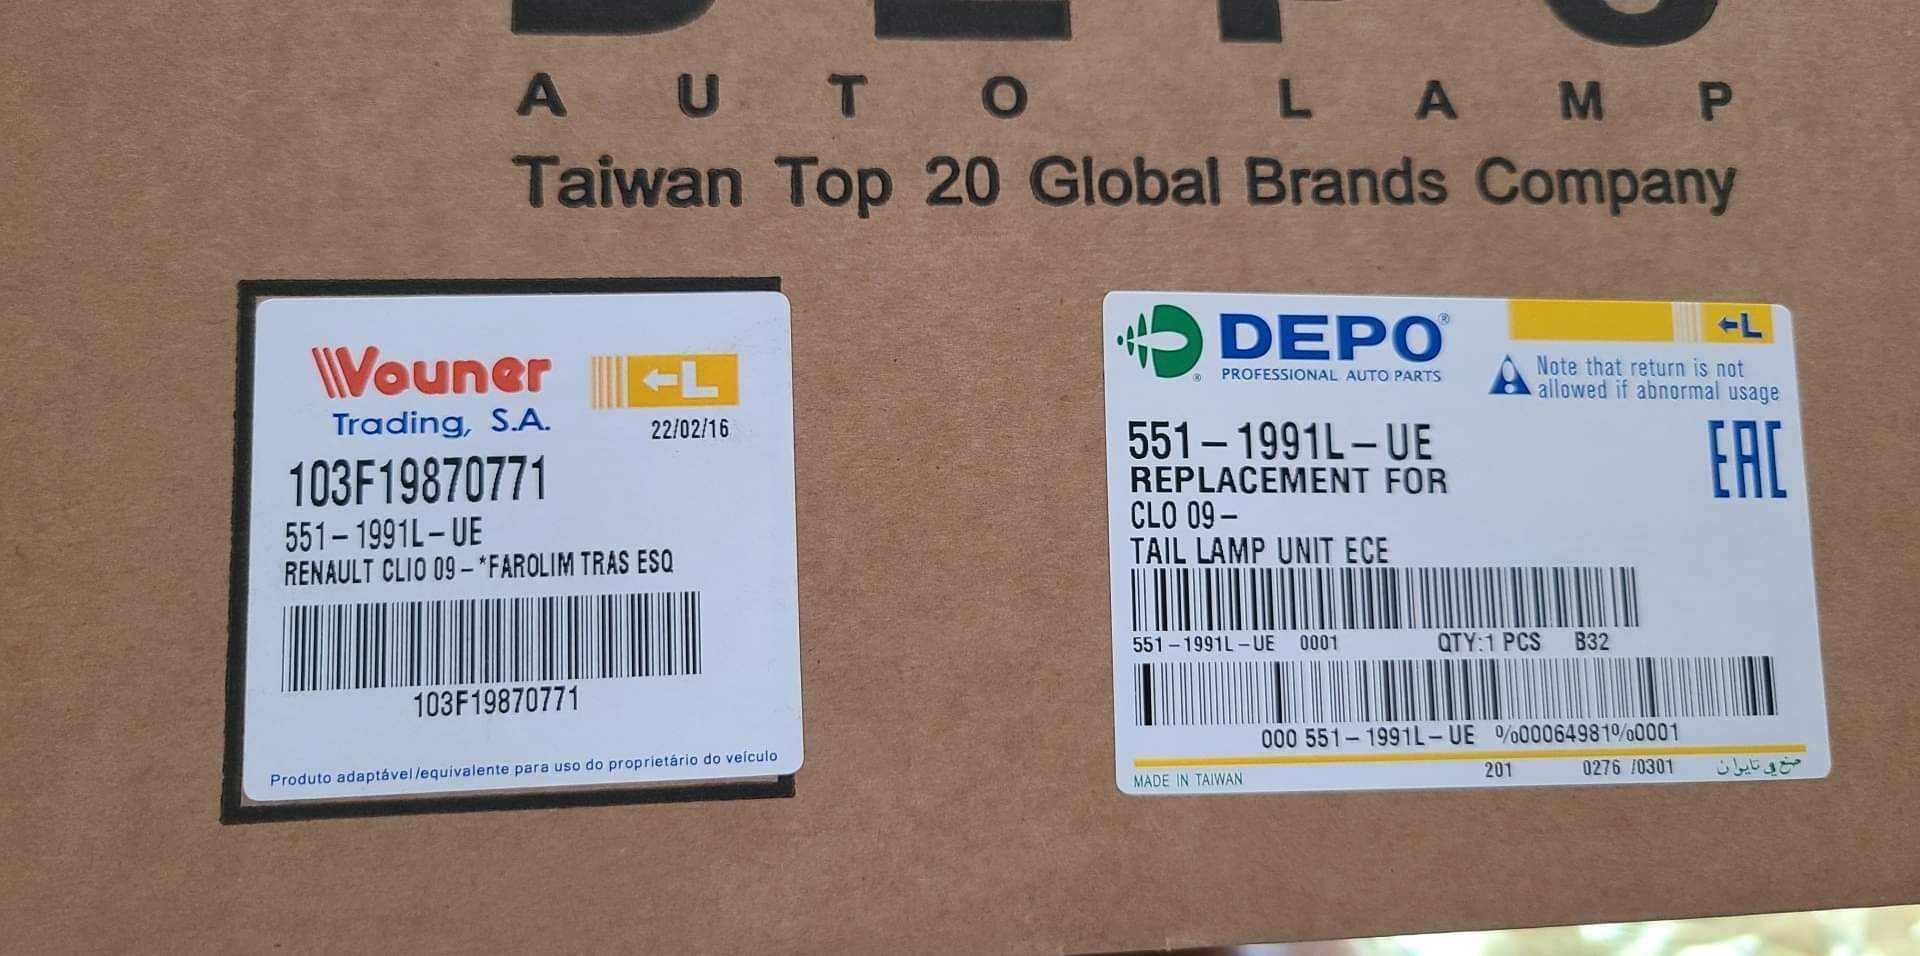 DEPO
AUTO LAMP
Taiwan Top 20 Global Brands Company
Vouner
Trading, S.A.
←L
22/02/16
103F19870771
551-1991L-UE
RENAULT CLIO 09-*FAROLIM TRAS ESQ
103F19870771
Produto adaptável/equivalente para uso do proprietário do veículo
DEPO®
PROFESSIONAL AUTO PARTS
←L
Note that return is not
allowed if abnormal usage
551-1991L-UE
REPLACEMENT FOR
CLO 09-
TAIL LAMP UNIT ECE
EAC
551-1991L-UE 0001 QTY:1 PCS B32
000 551-1991L-UE %00064981%0001
MADE IN TAIWAN 201 0276 /0301 صنع في تايوان